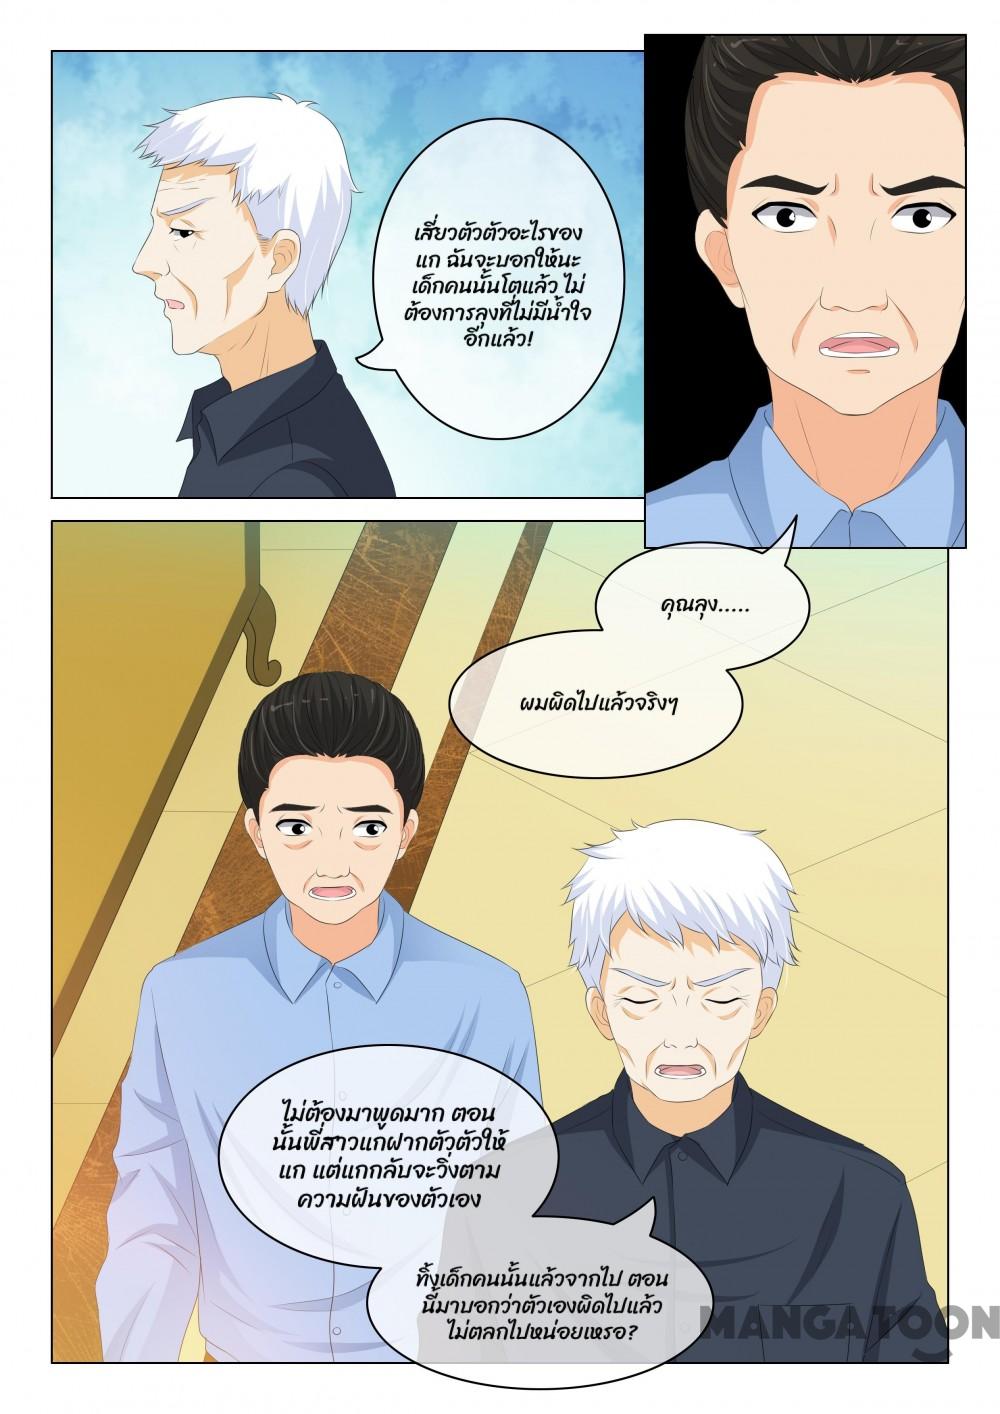 เสี่ยวตัวตัวอะไรของ
แก ฉันจะบอกให้นะ
เด็กคนนั้นโตแล้ว ไม่
ต้องการลุงที่ไม่มีน้ำใจ
อีกแล้ว!
คุณลุง.....
ผมผิดไปแล้วจริงๆ
ไม่ต้องมาพูดมาก ตอน
นั้นพี่สาวแกฝากตัวตัวให้
แก แต่แกกลับจะวิ่งตาม
ความฝันของตัวเอง
ทิ้งเด็กคนนั้นแล้วจากไป ตอน
นี้มาบอกว่าตัวเองผิดไปแล้ว
ไม่ตลกไปหน่อยเหรอ?
MANGATOON